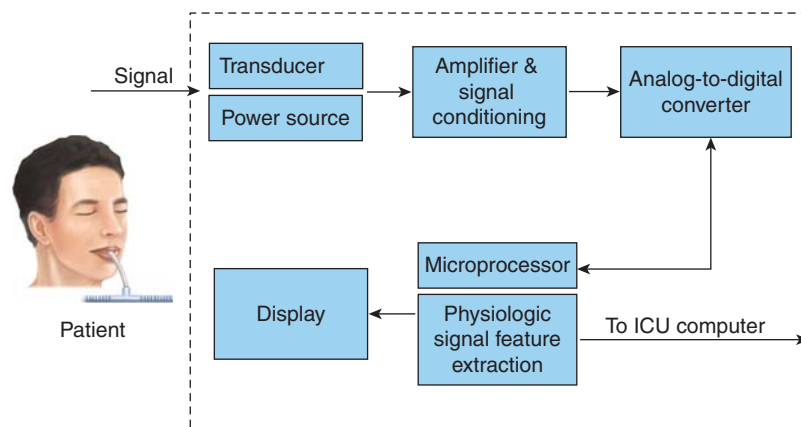 Signal
Transducer
Power source
Amplifier &
signal
conditioning
Analog-to-digital
converter
Patient
Display
Microprocessor
Physiologic
signal feature
extraction
To ICU computer